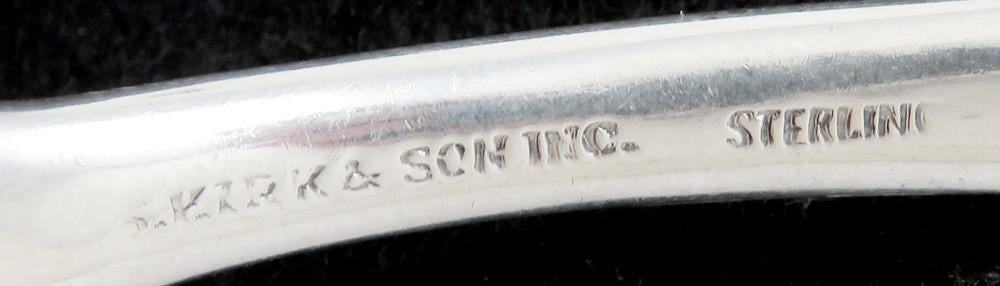 S. KIRK & SON INC. STERLING